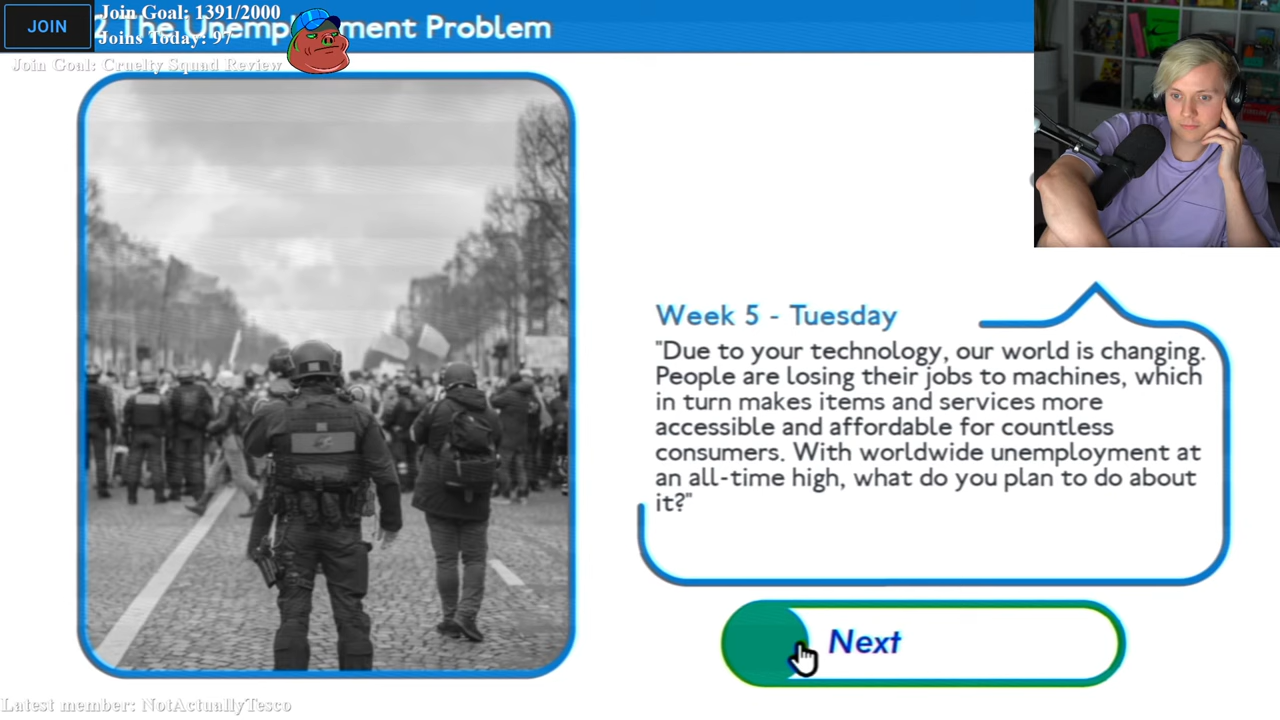 JOIN
Join Goal: 1391/2000
Joins Today: 97
Join Goal: Cruelty Squad Review
2 The Unemployment Problem
Week 5 - Tuesday
"Due to your technology, our world is changing.
People are losing their jobs to machines, which
in turn makes items and services more
accessible and affordable for countless
consumers. With worldwide unemployment at
an all-time high, what do you plan to do about
it?"
Next
Latest member: NotActuallyTesco